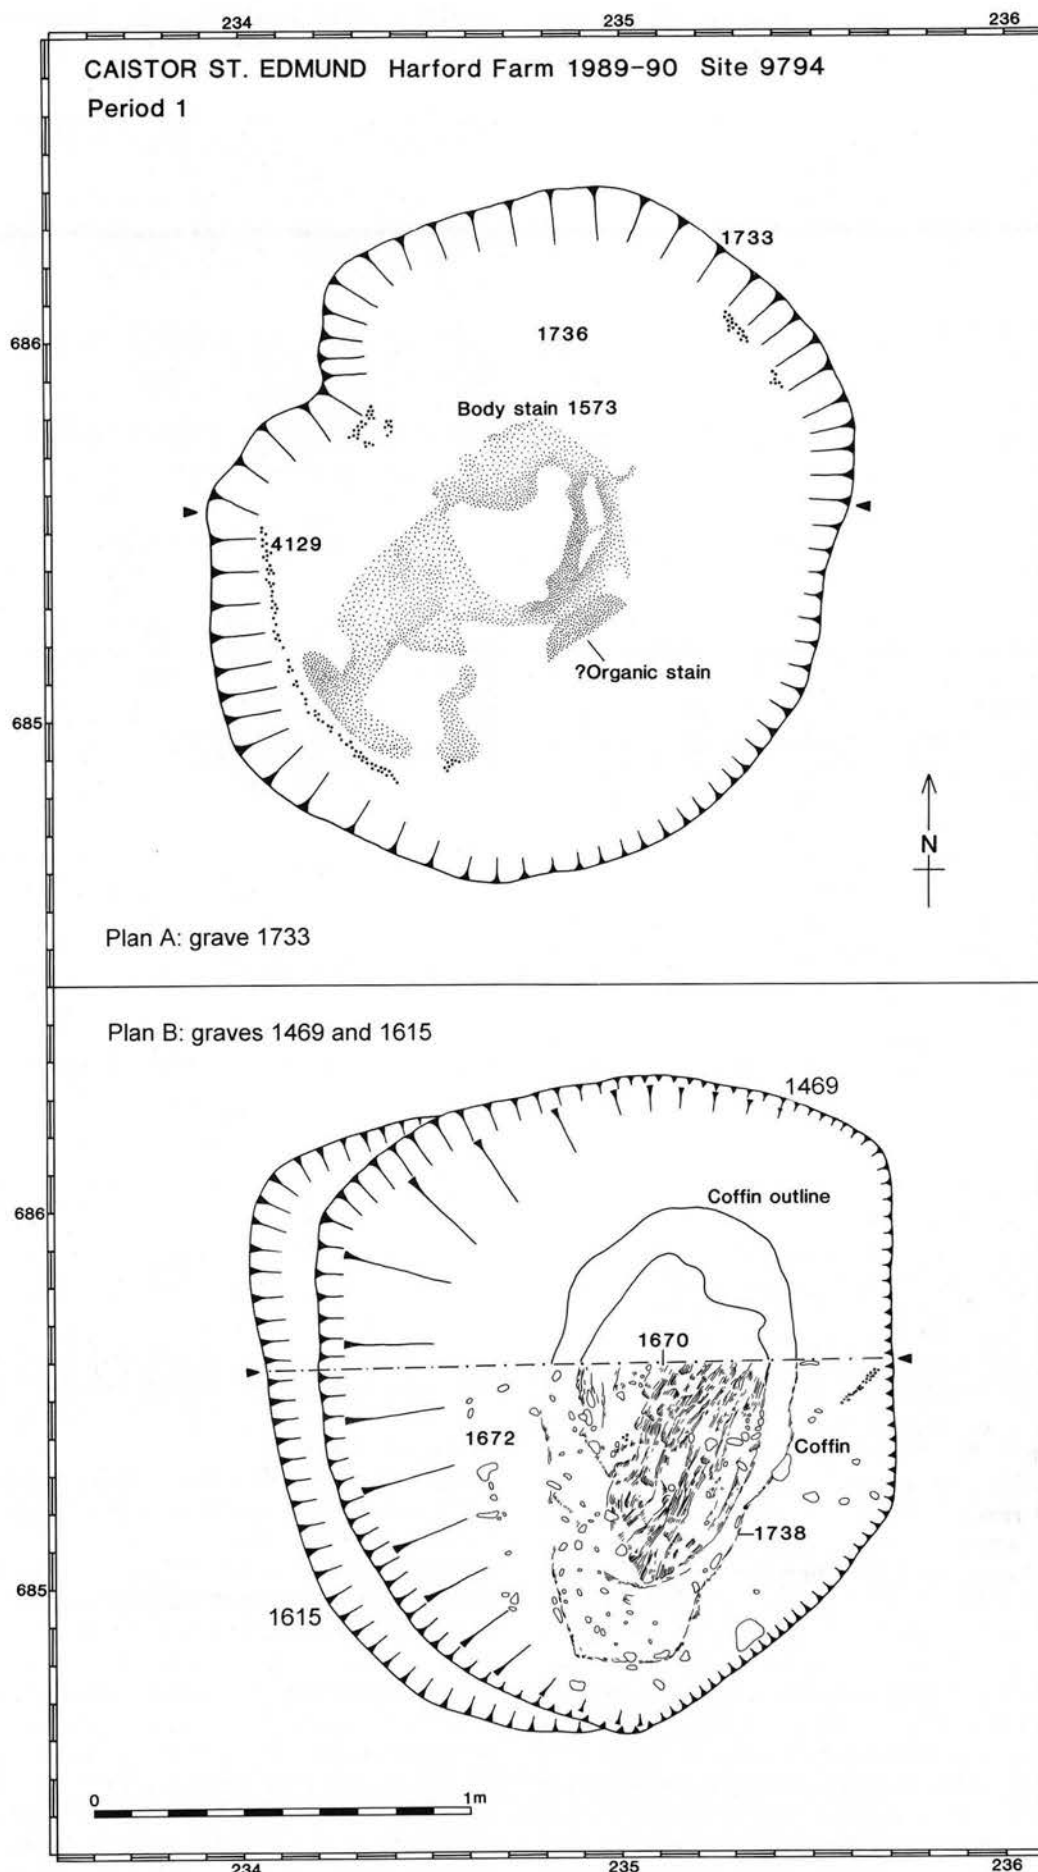 234 235 236
CAISTOR ST. EDMUND Harford Farm 1989-90 Site 9794
Period 1
1733
686
1736
Body stain 1573
4129
?Organic stain
685
N
Plan A: grave 1733
Plan B: graves 1469 and 1615
1469
Coffin outline
686
1670
1672
Coffin
1738
685
1615
0 1m
234 235 236